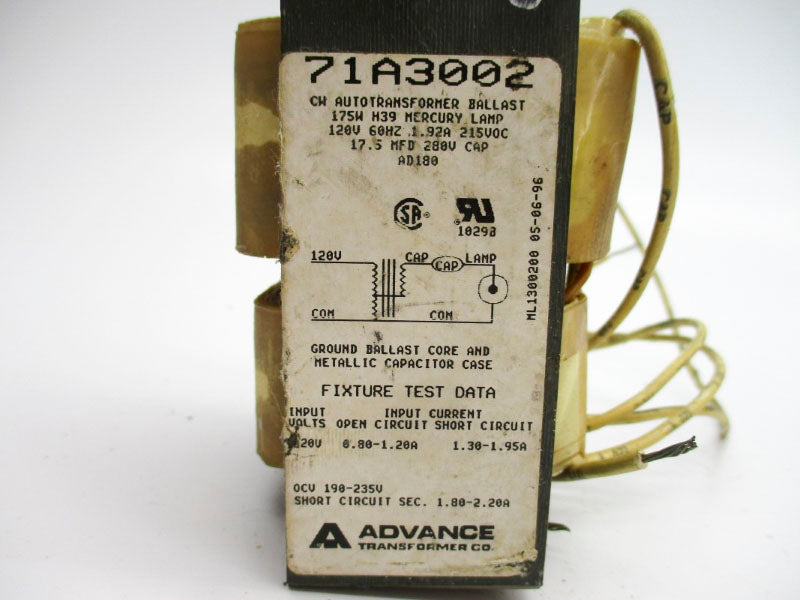 71A3002
CW AUTOTRANSFORMER BALLAST
175W H39 MERCURY LAMP
120V 60HZ 1.92A 215VOC
17.5 MFD 280V CAP
AD180
SA
RU
1029B
120V CAP CAP LAMP
COM COM
ML1300200 05-06-96
GROUND BALLAST CORE AND
METALLIC CAPACITOR CASE
FIXTURE TEST DATA
INPUT INPUT CURRENT
VOLTS OPEN CIRCUIT SHORT CIRCUIT
120V 0.80-1.20A 1.30-1.95A
OCV 190-235V
SHORT CIRCUIT SEC. 1.80-2.20A
ADVANCE
TRANSFORMER CO.
CAP
CAP